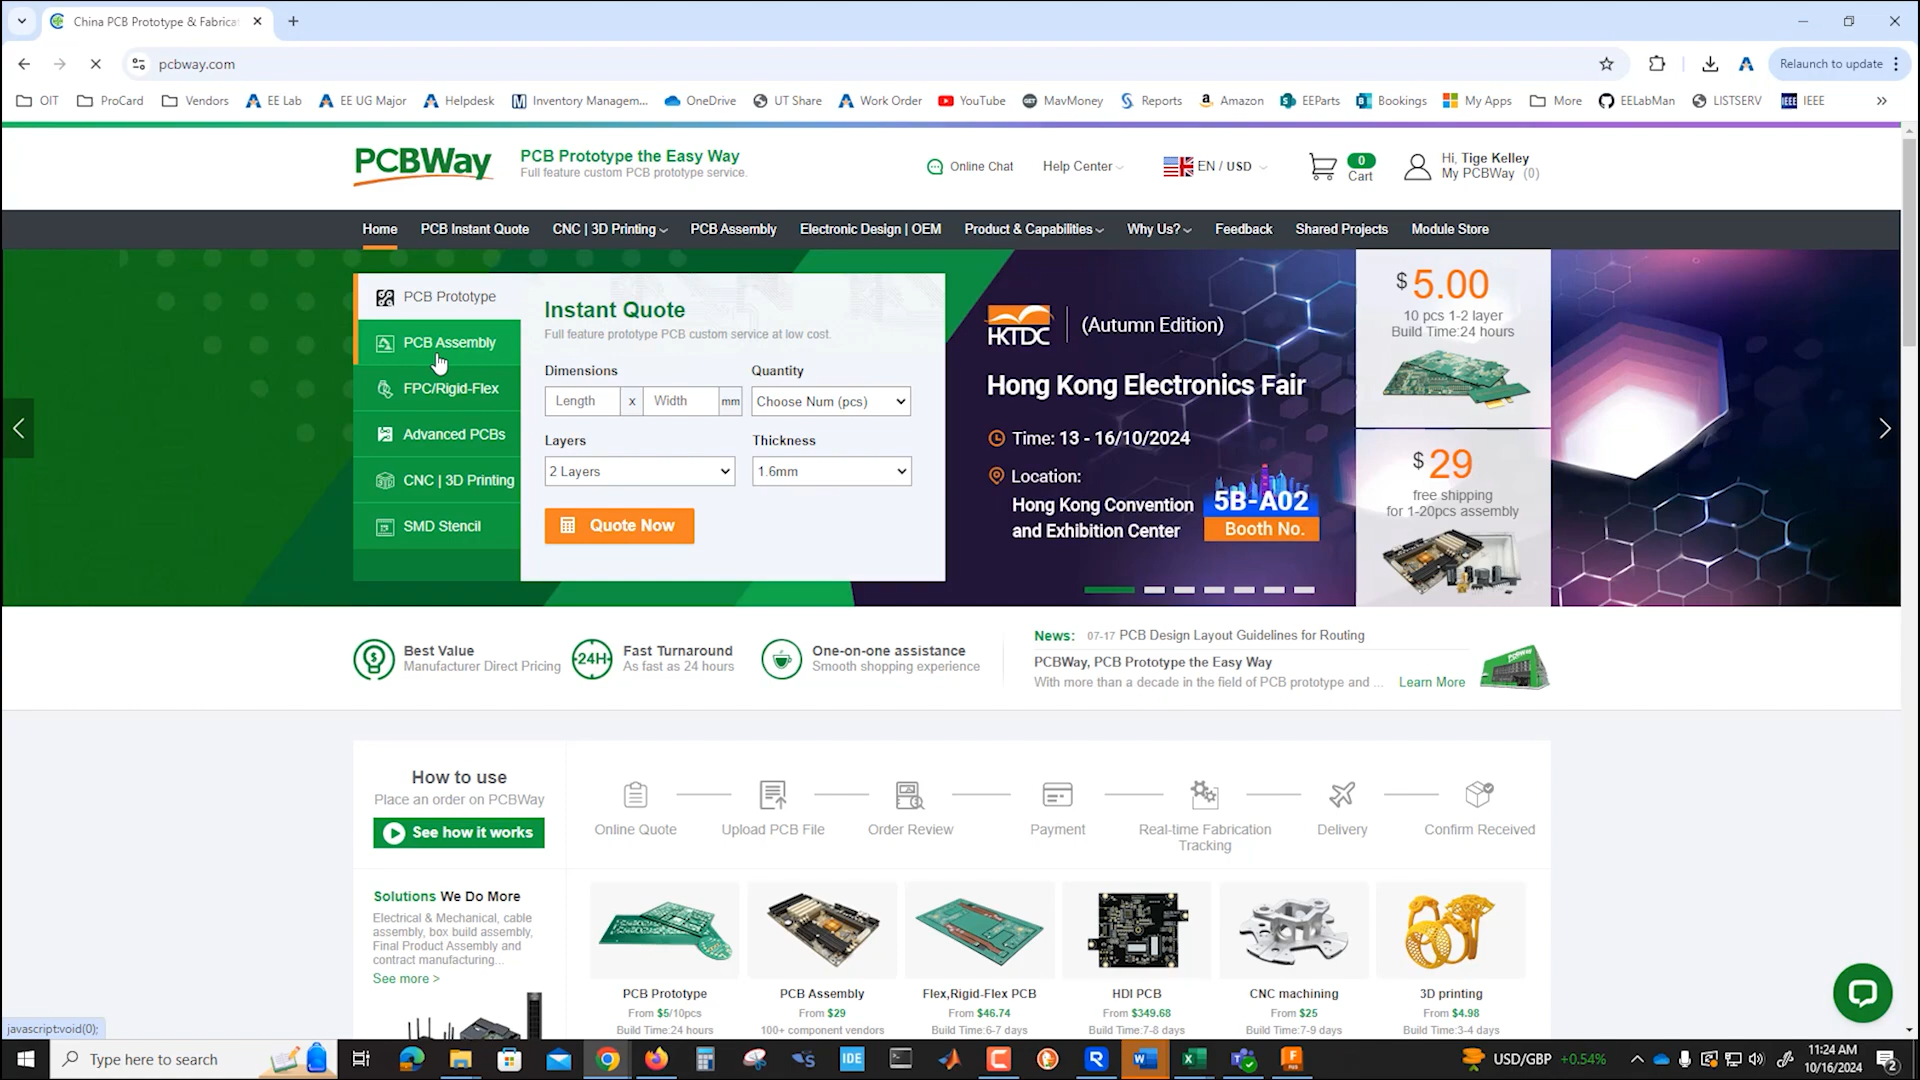 China PCB Prototype & Fabrica
pcbway.com
Relaunch to update
OIT
ProCard
Vendors
EE Lab
EE UG Major
Helpdesk
Inventory Managem...
OneDrive
UT Share
Work Order
YouTube
MavMoney
Reports
Amazon
EEParts
Bookings
My Apps
More
EELabMan
LISTSERV
IEEE
PCBWay
PCB Prototype the Easy Way
Full feature custom PCB prototype service.
Online Chat
Help Center
EN / USD
0
Cart
Hi, Tige Kelley
My PCBWay (0)
Home
PCB Instant Quote
CNC | 3D Printing
PCB Assembly
Electronic Design | OEM
Product & Capabilities
Why Us?
Feedback
Shared Projects
Module Store
PCB Prototype
PCB Assembly
FPC/Rigid-Flex
Advanced PCBs
CNC | 3D Printing
SMD Stencil
Instant Quote
Full feature prototype PCB custom service at low cost.
Dimensions
Quantity
Length x Width mm
Choose Num (pcs)
Layers
Thickness
2 Layers
1.6mm
Quote Now
HKTDC
(Autumn Edition)
Hong Kong Electronics Fair
Time: 13 - 16/10/2024
Location:
Hong Kong Convention
and Exhibition Center
5B-A02
Booth No.
$ 5.00
10 pcs 1-2 layer
Build Time:24 hours
$ 29
free shipping
for 1-20pcs assembly
Best Value
Manufacturer Direct Pricing
24H
Fast Turnaround
As fast as 24 hours
One-on-one assistance
Smooth shopping experience
News: 07-17 PCB Design Layout Guidelines for Routing
PCBWay, PCB Prototype the Easy Way
With more than a decade in the field of PCB prototype and ...
Learn More
How to use
Place an order on PCBWay
See how it works
Online Quote
Upload PCB File
Order Review
Payment
Real-time Fabrication
Tracking
Delivery
Confirm Received
Solutions We Do More
Electrical & Mechanical, cable
assembly, box build assembly,
Final Product Assembly and
contract manufacturing...
See more >
PCB Prototype
From $5/10pcs
Build Time:24 hours
PCB Assembly
From $29
100+ component vendors
Flex,Rigid-Flex PCB
From $46.74
Build Time:6-7 days
HDI PCB
From $349.68
Build Time:7-8 days
CNC machining
From $25
Build Time:7-9 days
3D printing
From $4.98
Build Time:3-4 days
javascript:void(0);
Type here to search
IDE
USD/GBP +0.54%
11:24 AM
10/16/2024
2